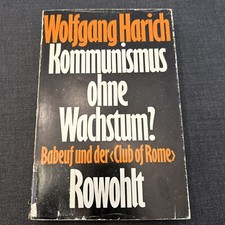 Wolfgang Harich
Kommunismus
ohne
Wachstum?
Babeuf und der ‹Club of Rome›
Rowohlt